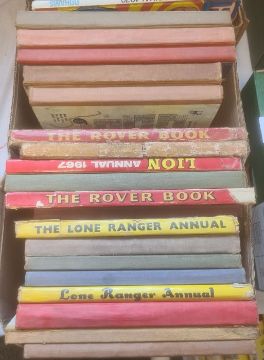 THE ROVER BOOK
LION ANNUAL 1967
THE ROVER BOOK
THE LONE RANGER ANNUAL
Lone Ranger Annual